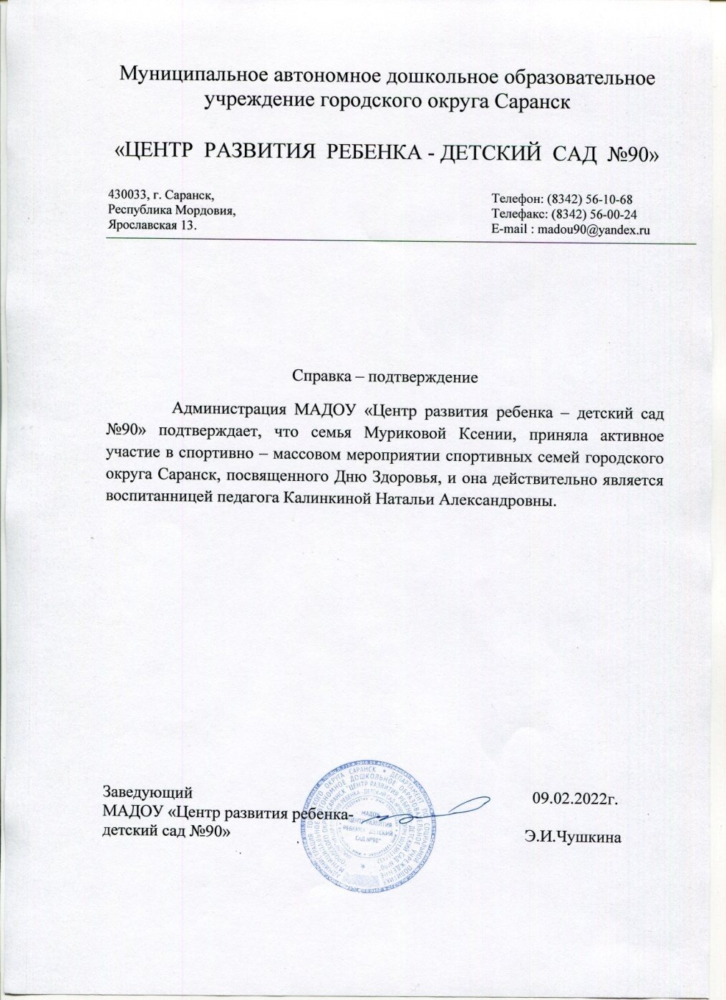 Муниципальное автономное дошкольное образовательное
учреждение городского округа Саранск
«ЦЕНТР РАЗВИТИЯ РЕБЕНКА - ДЕТСКИЙ САД №90»
430033, г. Саранск,
Республика Мордовия,
Ярославская 13.
Телефон: (8342) 56-10-68
Телефакс: (8342) 56-00-24
E-mail : madou90@yandex.ru
Справка – подтверждение
Администрация МАДОУ «Центр развития ребенка – детский сад
№90» подтверждает, что семья Муриковой Ксении, приняла активное
участие в спортивно – массовом мероприятии спортивных семей городского
округа Саранск, посвященного Дню Здоровья, и она действительно является
воспитанницей педагога Калинкиной Натальи Александровны.
Заведующий
МАДОУ «Центр развития ребенка-
детский сад №90»
09.02.2022г.
Э.И.Чушкина
МАДОУ
"ЦЕНТР РАЗВИТИЯ
РЕБЕНКА - ДЕТСКИЙ
САД №90"